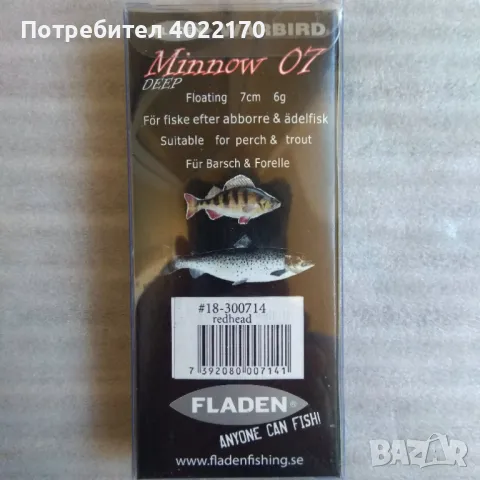 Потребител 4022170
WARBIRD
Minnow 07
DEEP
Floating 7cm 6g
För fiske efter abborre & ädelfisk
Suitable for perch & trout
Für Barsch & Forelle
#18-300714
redhead
7 392080 007141
FLADEN®
ANYONE CAN FISH!
www.fladenfishing.se
BAZAR